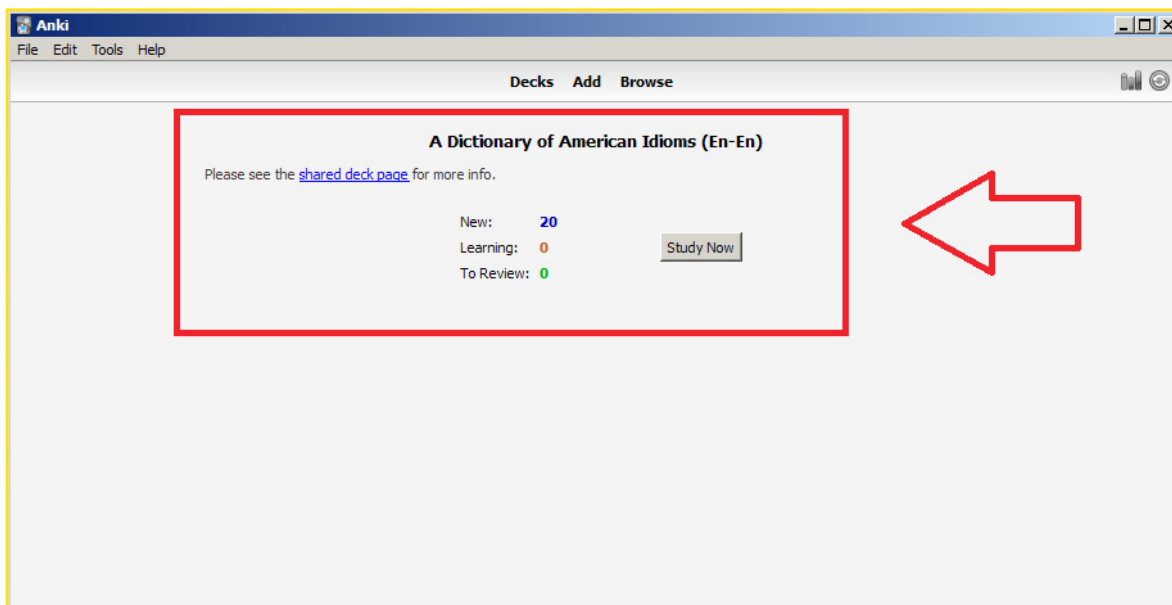 Anki
File Edit Tools Help
Decks Add Browse
A Dictionary of American Idioms (En-En)
Please see the shared deck page for more info.
New: 20
Learning: 0
Study Now
To Review: 0